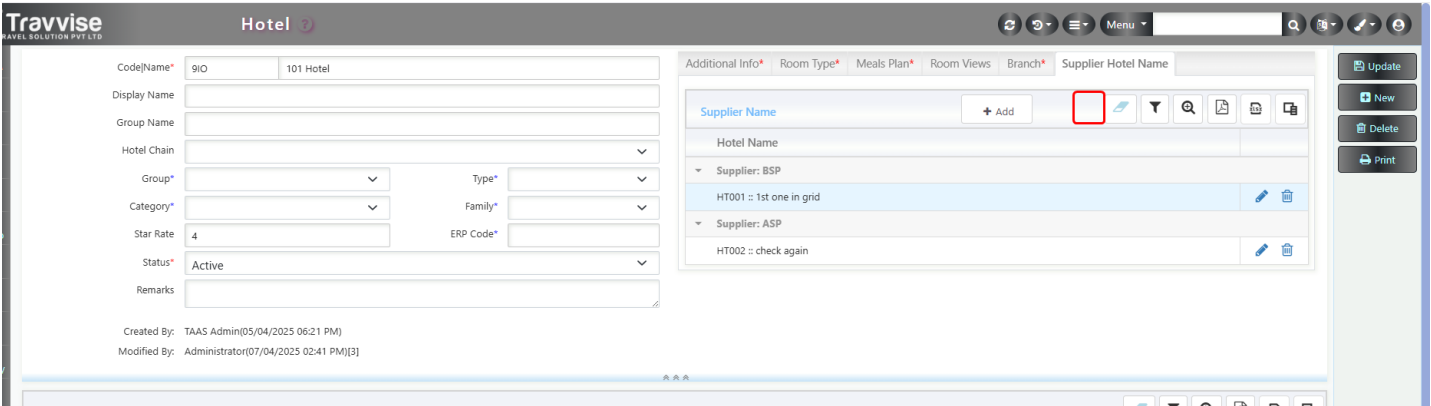 Travvise
RAVEL SOLUTION PVT LTD
Hotel ?
Menu
Code|Name* 9IO 101 Hotel
Display Name
Group Name
Hotel Chain
Group* Type*
Category* Family*
Star Rate 4 ERP Code*
Status* Active
Remarks
Created By: TAAS Admin(05/04/2025 06:21 PM)
Modified By: Administrator(07/04/2025 02:41 PM)[3]
Additional Info* Room Type* Meals Plan* Room Views Branch* Supplier Hotel Name
Supplier Name + Add
Hotel Name
Supplier: BSP
HT001 :: 1st one in grid
Supplier: ASP
HT002 :: check again
Update
New
Delete
Print